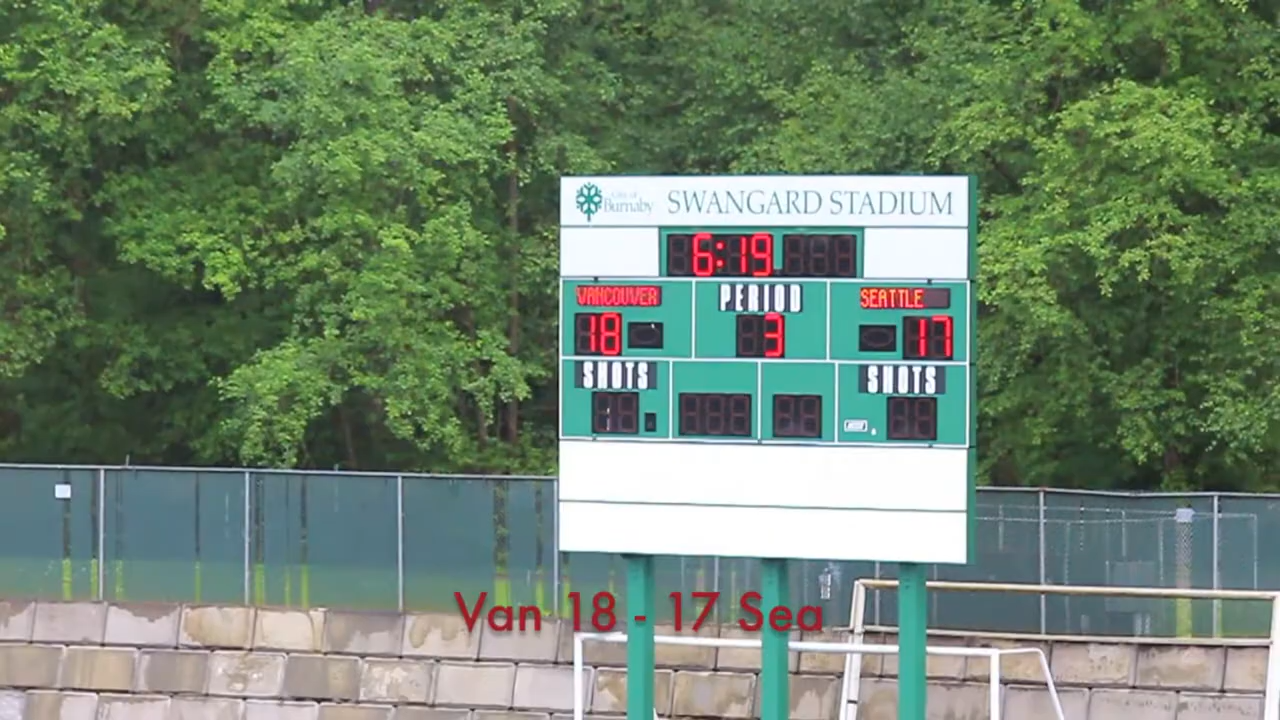 City of
Burnaby
SWANGARD STADIUM
6:19
VANCOUVER
PERIOD
SEATTLE
18
3
17
SHOTS
SHOTS
Van 18 - 17 Sea